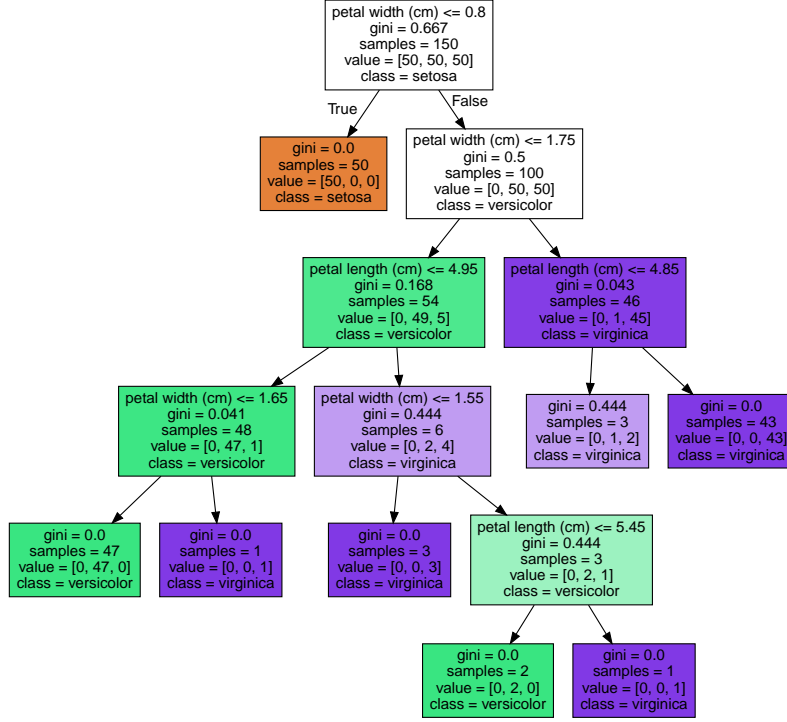 petal width (cm) <= 0.8
gini = 0.667
samples = 150
value = [50, 50, 50]
class = setosa
True
False
gini = 0.0
samples = 50
value = [50, 0, 0]
class = setosa
petal width (cm) <= 1.75
gini = 0.5
samples = 100
value = [0, 50, 50]
class = versicolor
petal length (cm) <= 4.95
gini = 0.168
samples = 54
value = [0, 49, 5]
class = versicolor
petal length (cm) <= 4.85
gini = 0.043
samples = 46
value = [0, 1, 45]
class = virginica
petal width (cm) <= 1.65
gini = 0.041
samples = 48
value = [0, 47, 1]
class = versicolor
petal width (cm) <= 1.55
gini = 0.444
samples = 6
value = [0, 2, 4]
class = virginica
gini = 0.444
samples = 3
value = [0, 1, 2]
class = virginica
gini = 0.0
samples = 43
value = [0, 0, 43]
class = virginica
gini = 0.0
samples = 47
value = [0, 47, 0]
class = versicolor
gini = 0.0
samples = 1
value = [0, 0, 1]
class = virginica
gini = 0.0
samples = 3
value = [0, 0, 3]
class = virginica
petal length (cm) <= 5.45
gini = 0.444
samples = 3
value = [0, 2, 1]
class = versicolor
gini = 0.0
samples = 2
value = [0, 2, 0]
class = versicolor
gini = 0.0
samples = 1
value = [0, 0, 1]
class = virginica